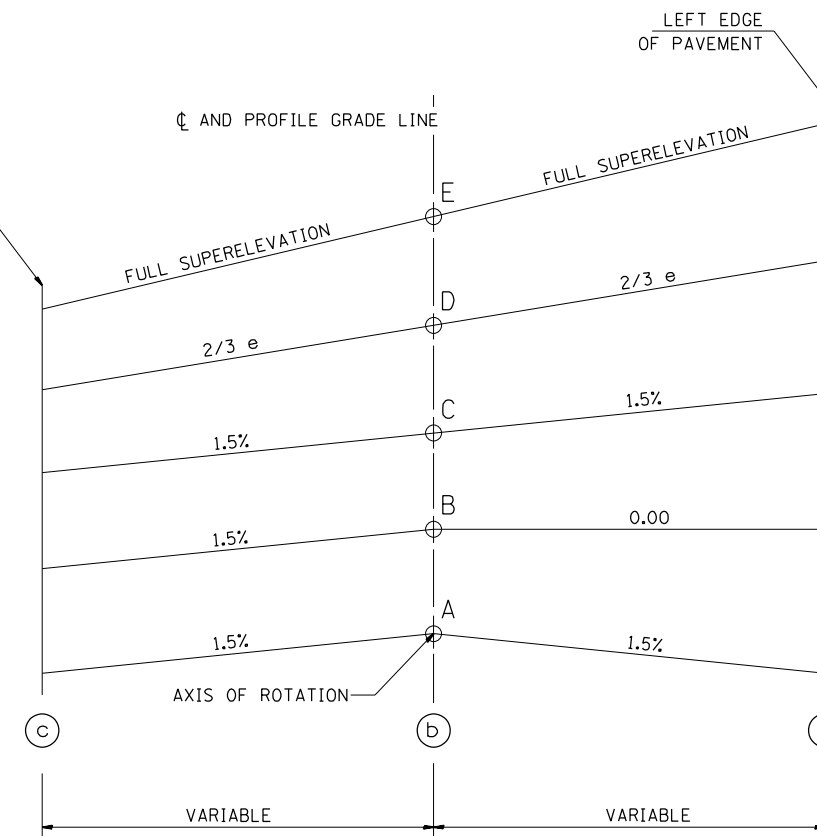 LEFT EDGE
OF PAVEMENT
℄ AND PROFILE GRADE LINE
FULL SUPERELEVATION
E
FULL SUPERELEVATION
2/3 e
D
2/3 e
1.5%
C
1.5%
B
0.00
1.5%
A
1.5%
1.5%
AXIS OF ROTATION
c
b
VARIABLE
VARIABLE